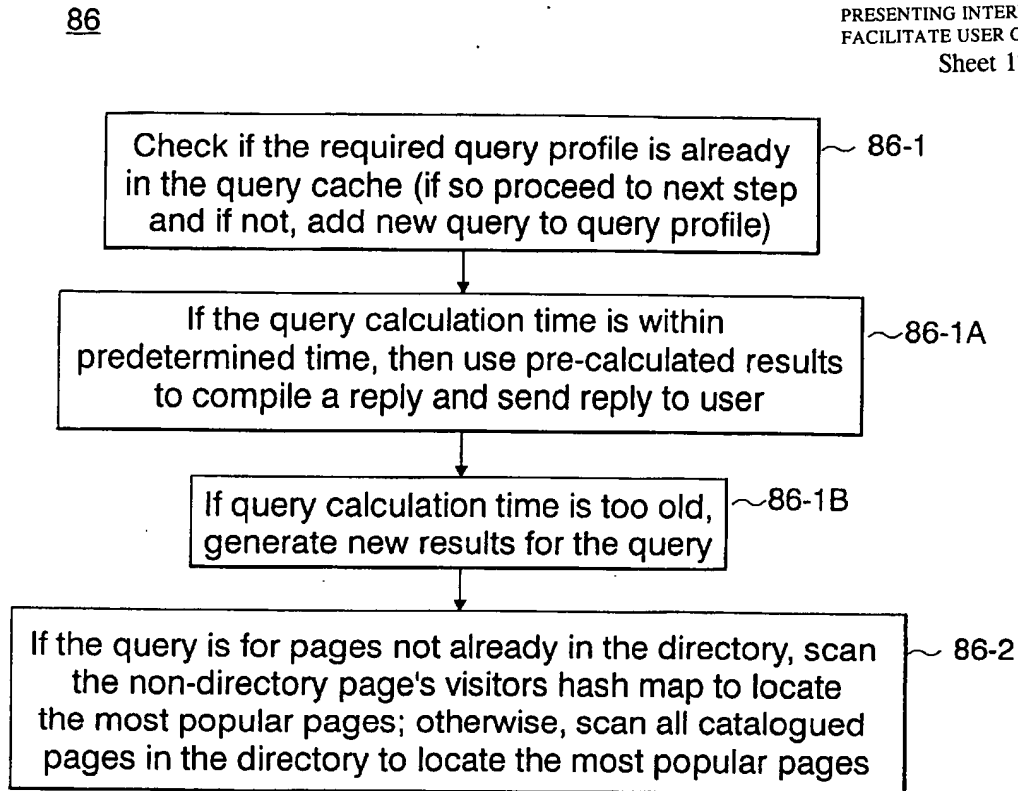 86
PRESENTING INTER
FACILITATE USER
Sheet 1
Check if the required query profile is already
in the query cache (if so proceed to next step
and if not, add new query to query profile)
86-1
If the query calculation time is within
predetermined time, then use pre-calculated results
to compile a reply and send reply to user
86-1A
If query calculation time is too old,
generate new results for the query
86-1B
If the query is for pages not already in the directory, scan
the non-directory page's visitors hash map to locate
the most popular pages; otherwise, scan all catalogued
pages in the directory to locate the most popular pages
86-2